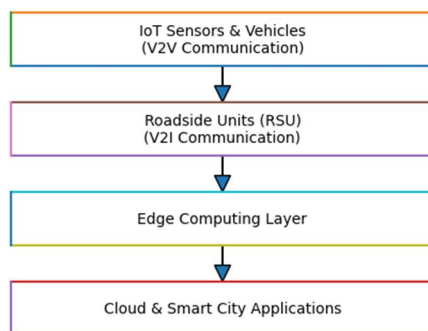 IoT Sensors & Vehicles
(V2V Communication)
Roadside Units (RSU)
(V2I Communication)
Edge Computing Layer
Cloud & Smart City Applications